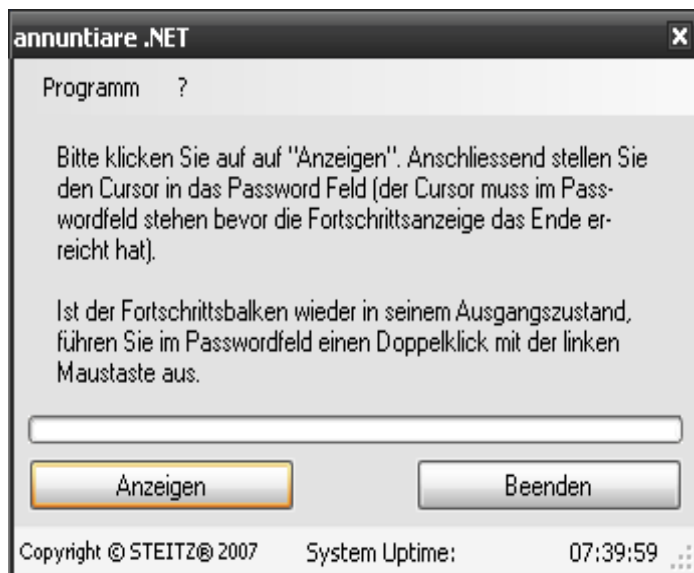 annuntiare .NET
Programm ?
Bitte klicken Sie auf auf "Anzeigen". Anschliessend stellen Sie
den Cursor in das Password Feld (der Cursor muss im Pass-
wordfeld stehen bevor die Fortschrittsanzeige das Ende er-
reicht hat).
Ist der Fortschrittsbalken wieder in seinem Ausgangszustand,
führen Sie im Passwordfeld einen Doppelklick mit der linken
Maustaste aus.
Anzeigen Beenden
Copyright © STEITZ® 2007 System Uptime: 07:39:59